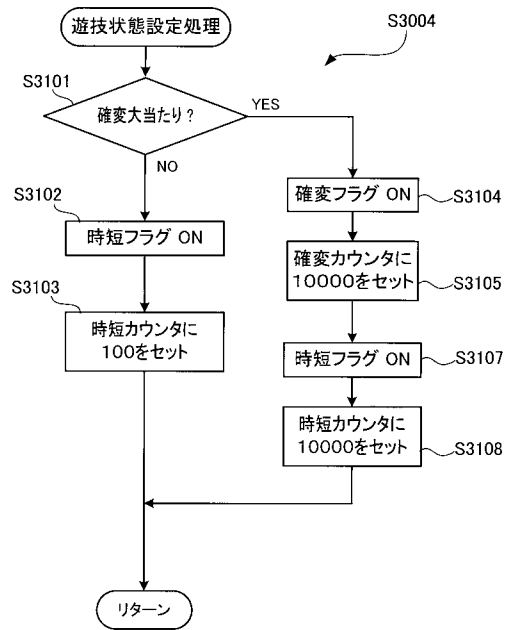 遊技状態設定処理
S3004
S3101
確変大当たり?
YES
NO
S3102
時短フラグ ON
S3103
時短カウンタに
100をセット
確変フラグ ON
S3104
確変カウンタに
10000をセット
S3105
時短フラグ ON
S3107
時短カウンタに
10000をセット
S3108
リターン